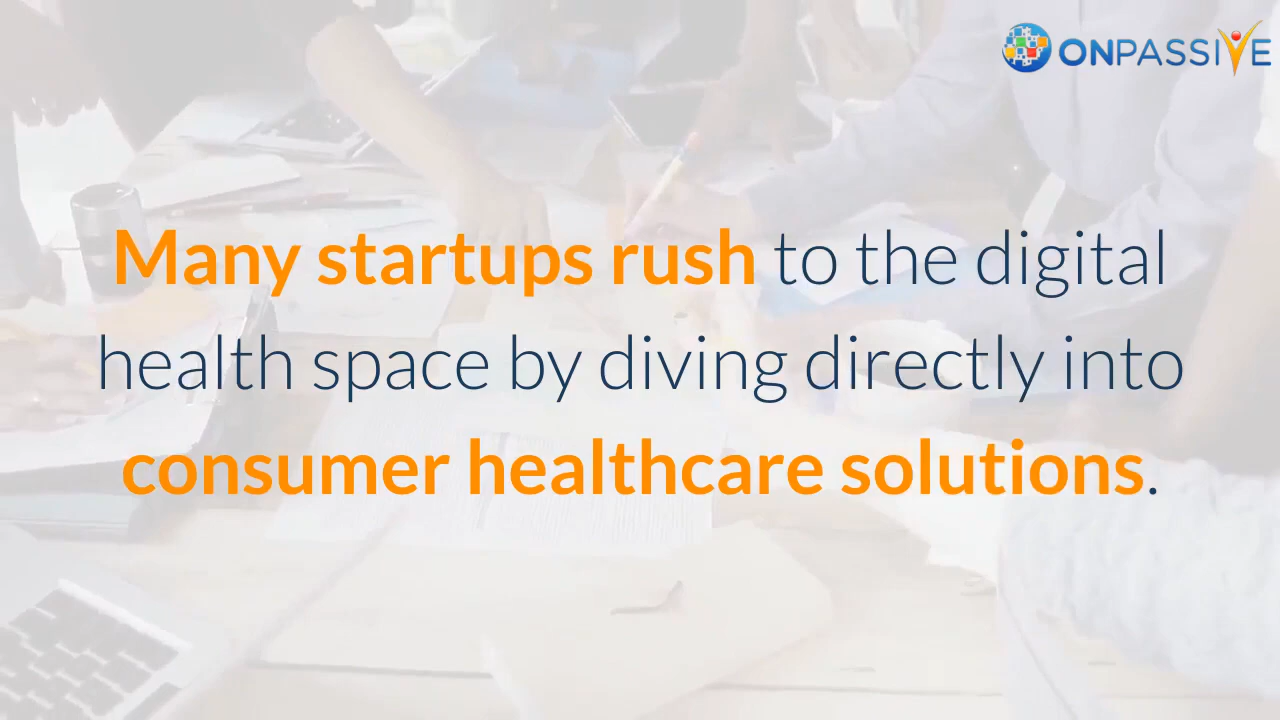 ONPASSIVE
Many startups rush to the digital
health space by diving directly into
consumer healthcare solutions.